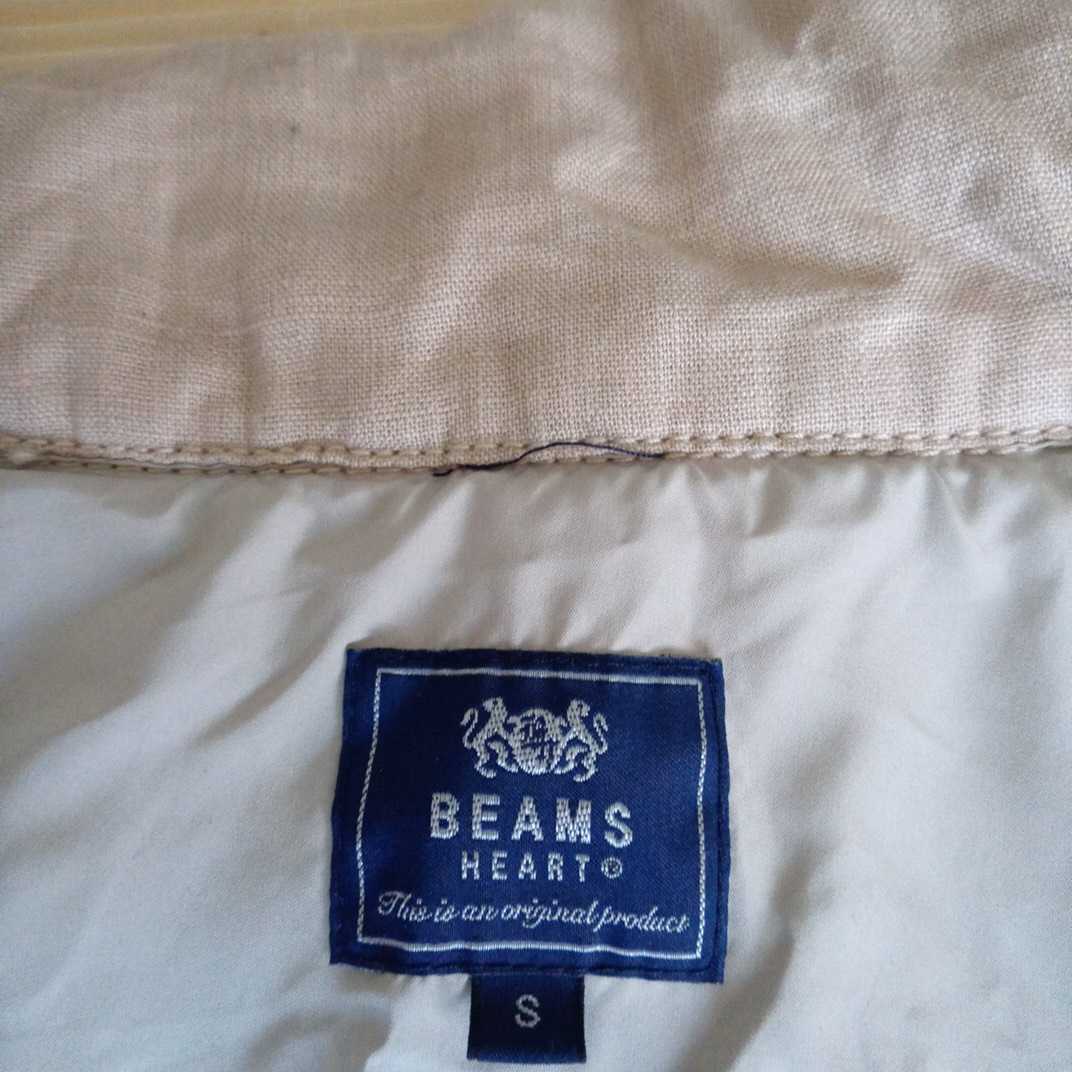 BEAMS
HEART®
This is an original product
S